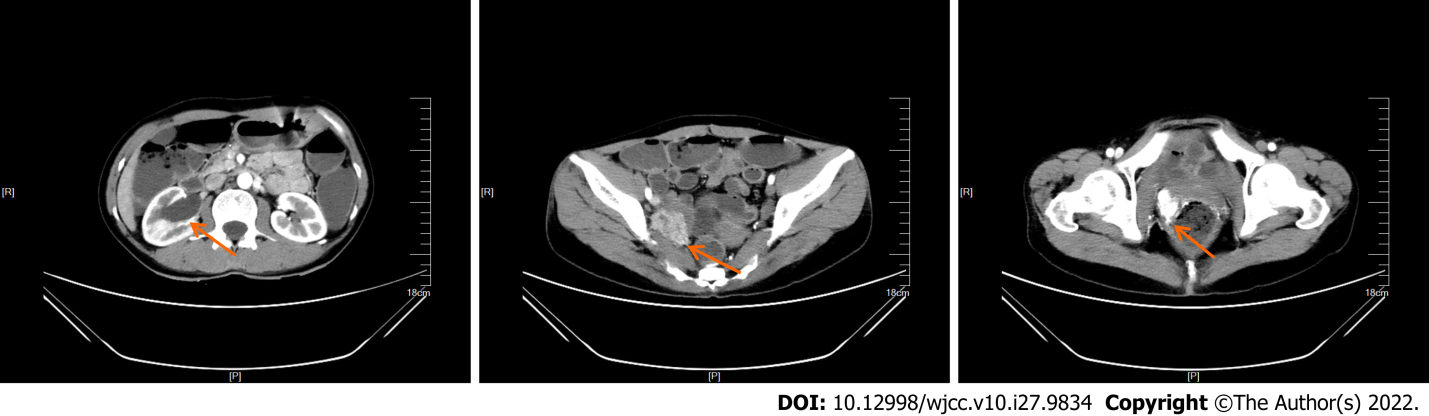 [R]
18cm
[P]
[R]
18cm
[P]
[R]
18cm
[P]
DOI: 10.12998/wjcc.v10.i27.9834 Copyright ©The Author(s) 2022.